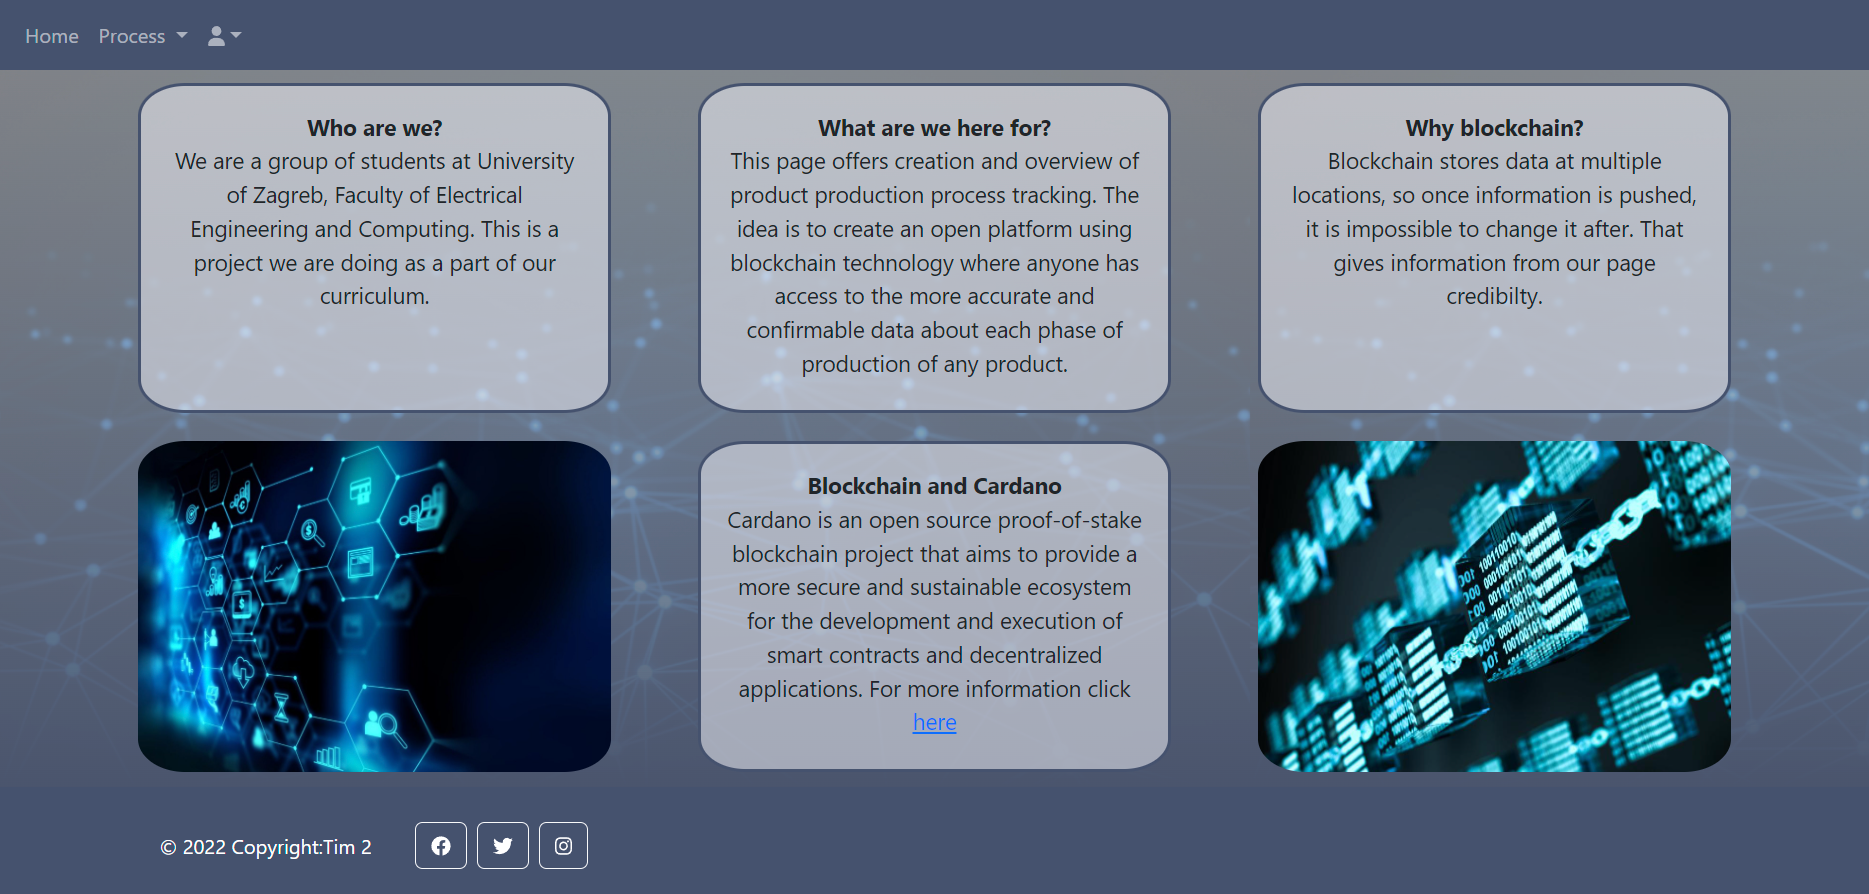 Home Process
Who are we?
We are a group of students at University
of Zagreb, Faculty of Electrical
Engineering and Computing. This is a
project we are doing as a part of our
curriculum.
What are we here for?
This page offers creation and overview of
product production process tracking. The
idea is to create an open platform using
blockchain technology where anyone has
access to the more accurate and
confirmable data about each phase of
production of any product.
Why blockchain?
Blockchain stores data at multiple
locations, so once information is pushed,
it is impossible to change it after. That
gives information from our page
credibilty.
Blockchain and Cardano
Cardano is an open source proof-of-stake
blockchain project that aims to provide a
more secure and sustainable ecosystem
for the development and execution of
smart contracts and decentralized
applications. For more information click
here
© 2022 Copyright:Tim 2